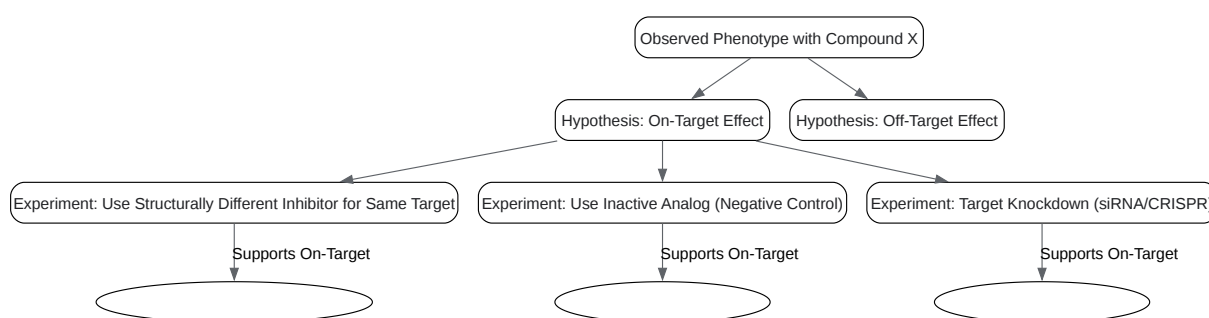 Observed Phenotype with Compound X
Hypothesis: On-Target Effect
Hypothesis: Off-Target Effect
Experiment: Use Structurally Different Inhibitor for Same Target
Experiment: Use Inactive Analog (Negative Control)
Experiment: Target Knockdown (siRNA/CRISPR)
Supports On-Target
Supports On-Target
Supports On-Target